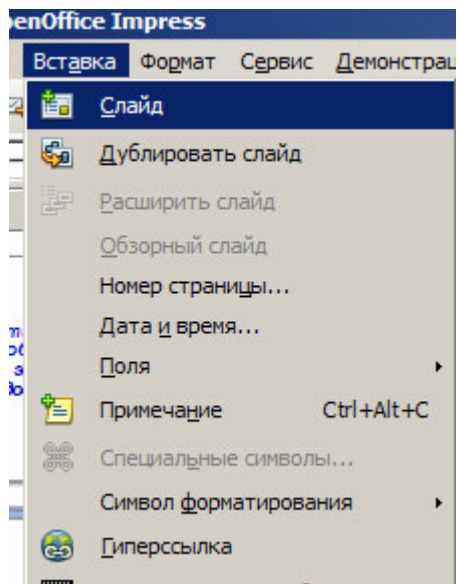 penOffice Impress
Вставка Формат Сервис Демонстрац
Слайд
Дублировать слайд
Расширить слайд
Обзорный слайд
Номер страницы...
Дата и время...
Поля
Примечание Ctrl+Alt+C
Специальные символы...
Символ форматирования
Гиперссылка